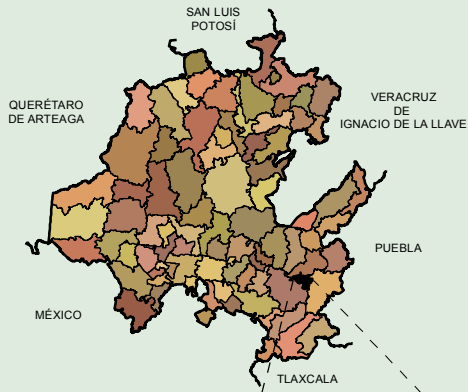 SAN LUIS
POTOSÍ
QUERÉTARO
DE ARTEAGA
VERACRUZ
DE
IGNACIO DE LA LLAVE
PUEBLA
MÉXICO
TLAXCALA